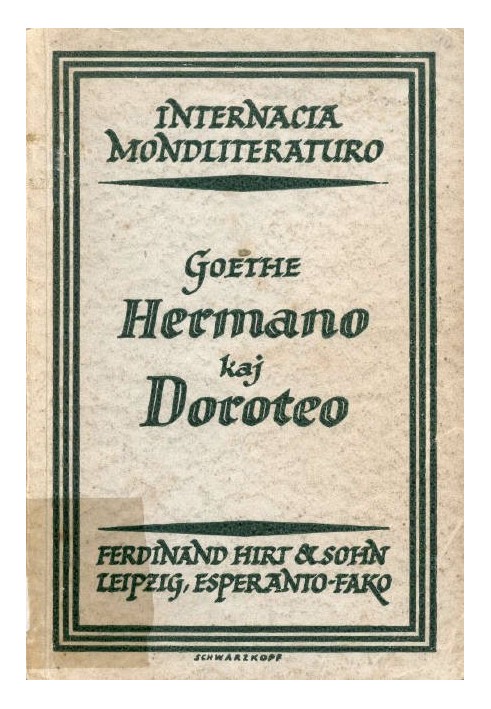 INTERNACIA
MONDLITERATURO
GOETHE
Hermano
kaj
Doroteo
FERDINAND HIRT & SOHN
LEIPZIG, ESPERANTO-FAKO
SCHWARZKOPF